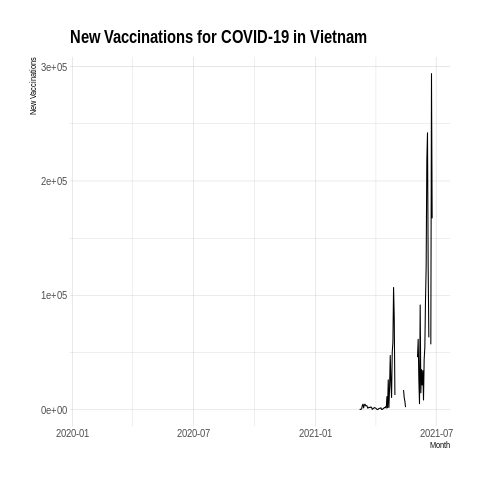 New Vaccinations for COVID-19 in Vietnam
New Vaccinations
3e+05
2e+05
1e+05
0e+00
2020-01
2020-07
2021-01
2021-07
Month